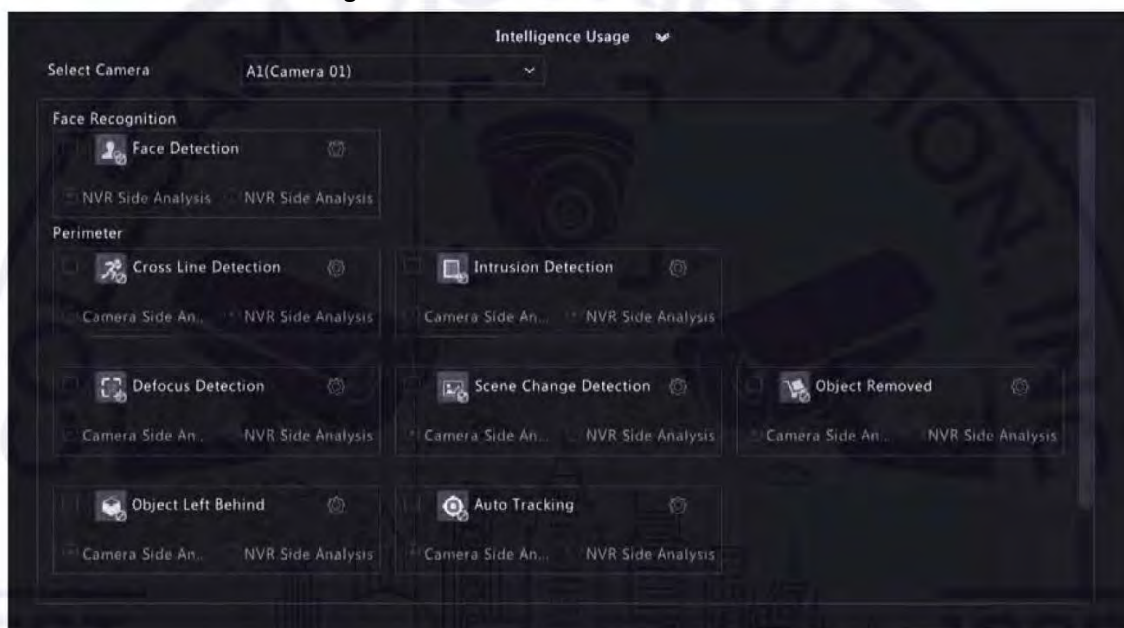 Intelligence Usage
Select Camera A1(Camera 01)
Face Recognition
Face Detection
NVR Side Analysis NVR Side Analysis
Perimeter
Cross Line Detection Intrusion Detection
Camera Side An... NVR Side Analysis Camera Side An... NVR Side Analysis
Defocus Detection Scene Change Detection Object Removed
Camera Side An... NVR Side Analysis Camera Side An... NVR Side Analysis Camera Side An... NVR Side Analysis
Object Left Behind Auto Tracking
Camera Side An... NVR Side Analysis Camera Side An... NVR Side Analysis